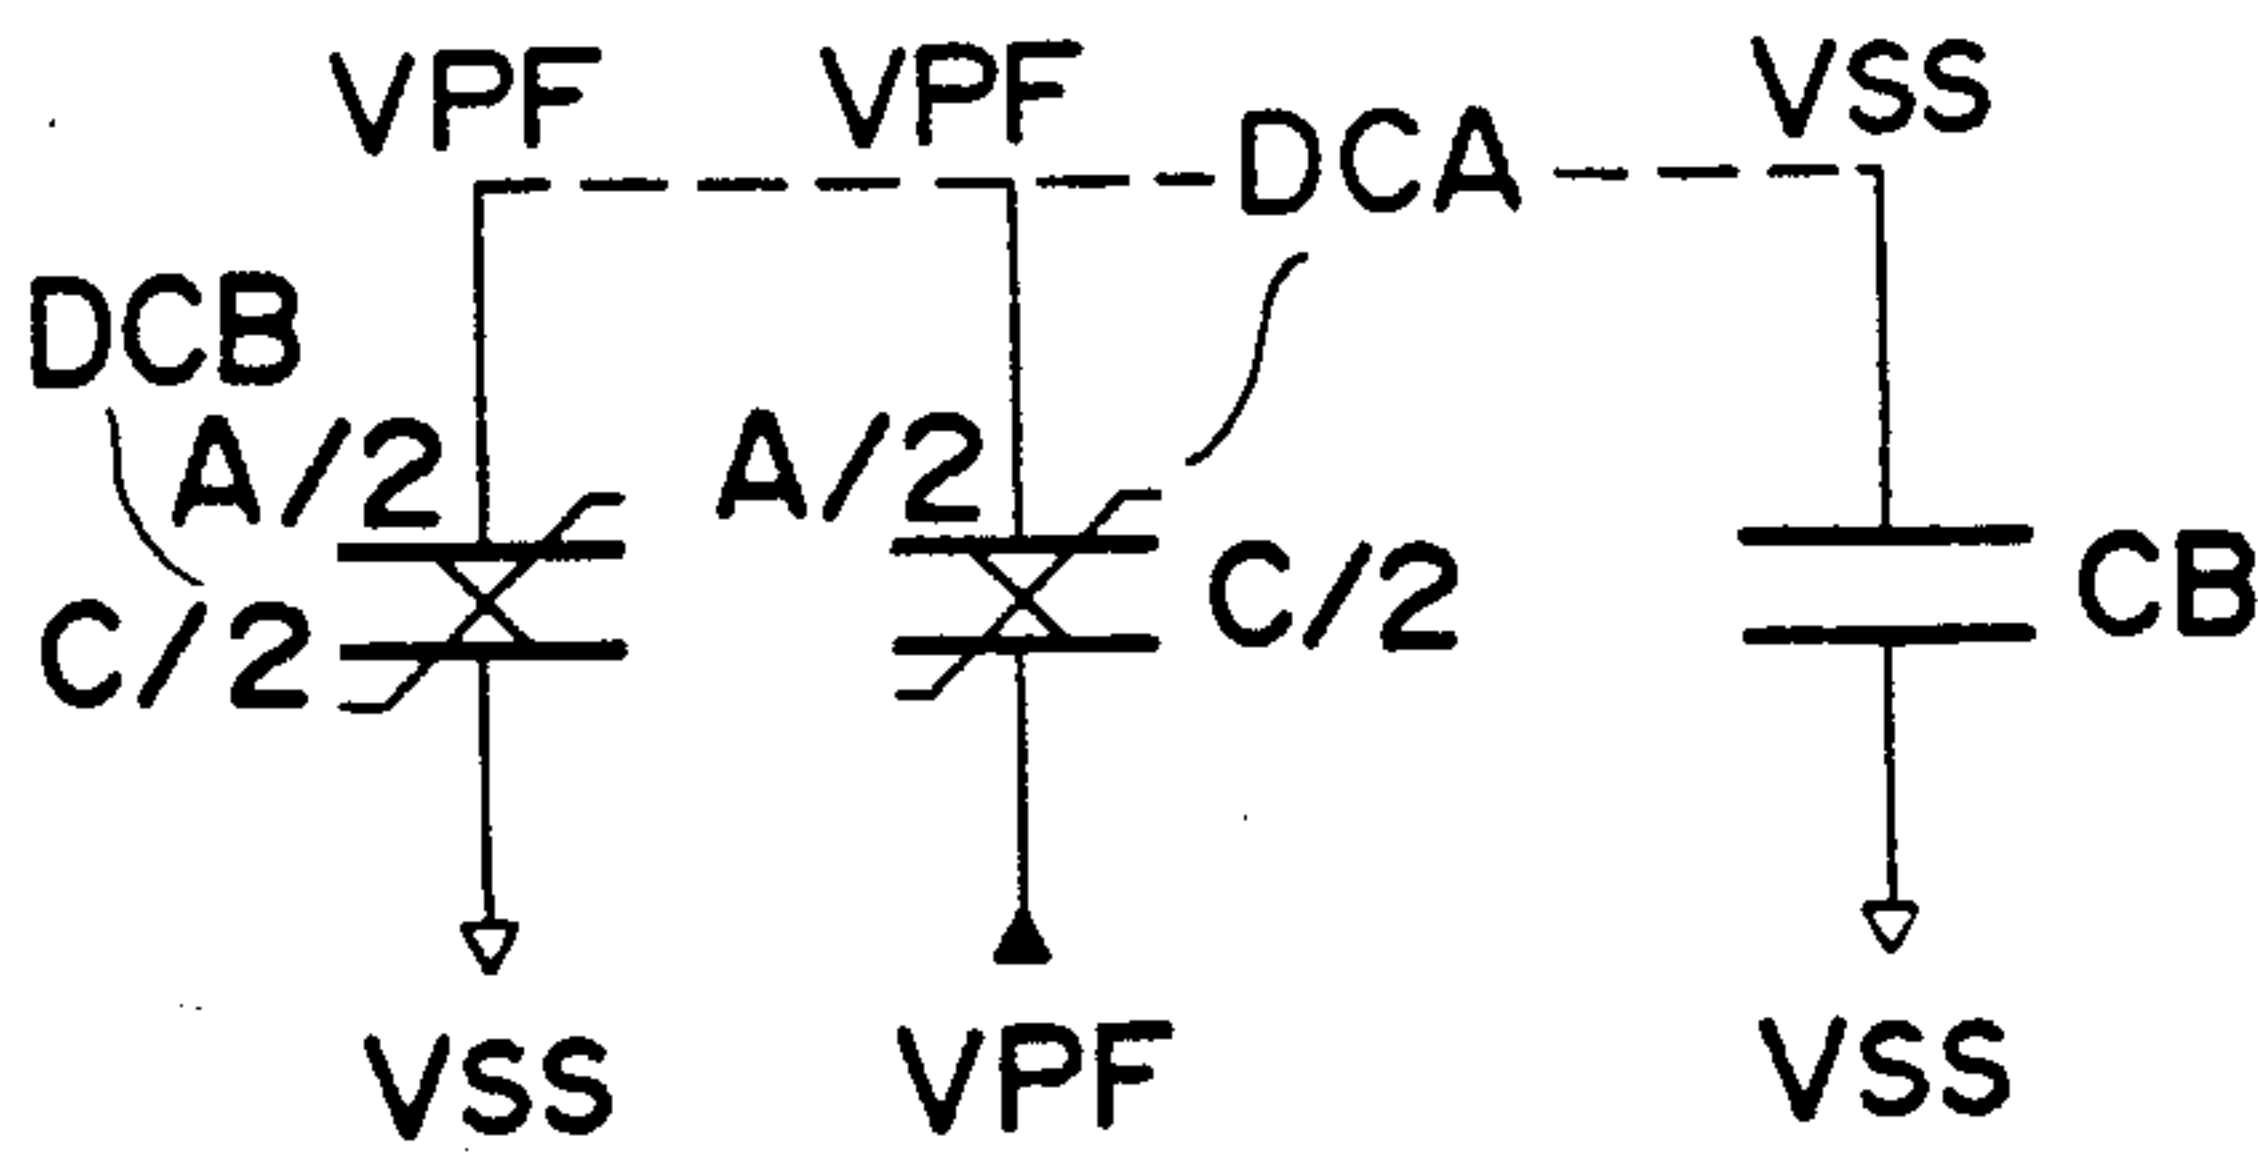 VPF VPF VSS
DCA
DCB
A/2 A/2
C/2 C/2 CB
VSS VPF VSS